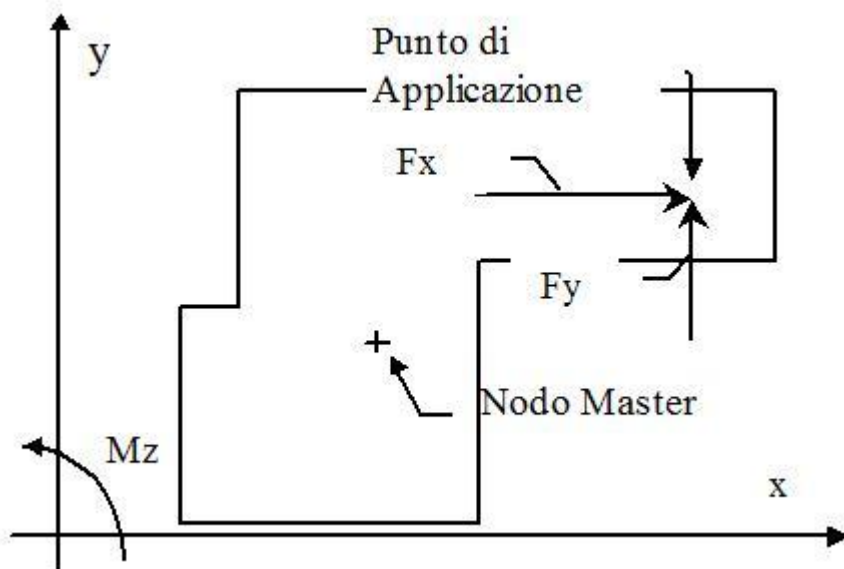 Punto di
Applicazione
y
Fx
Fy
Nodo Master
Mz
x